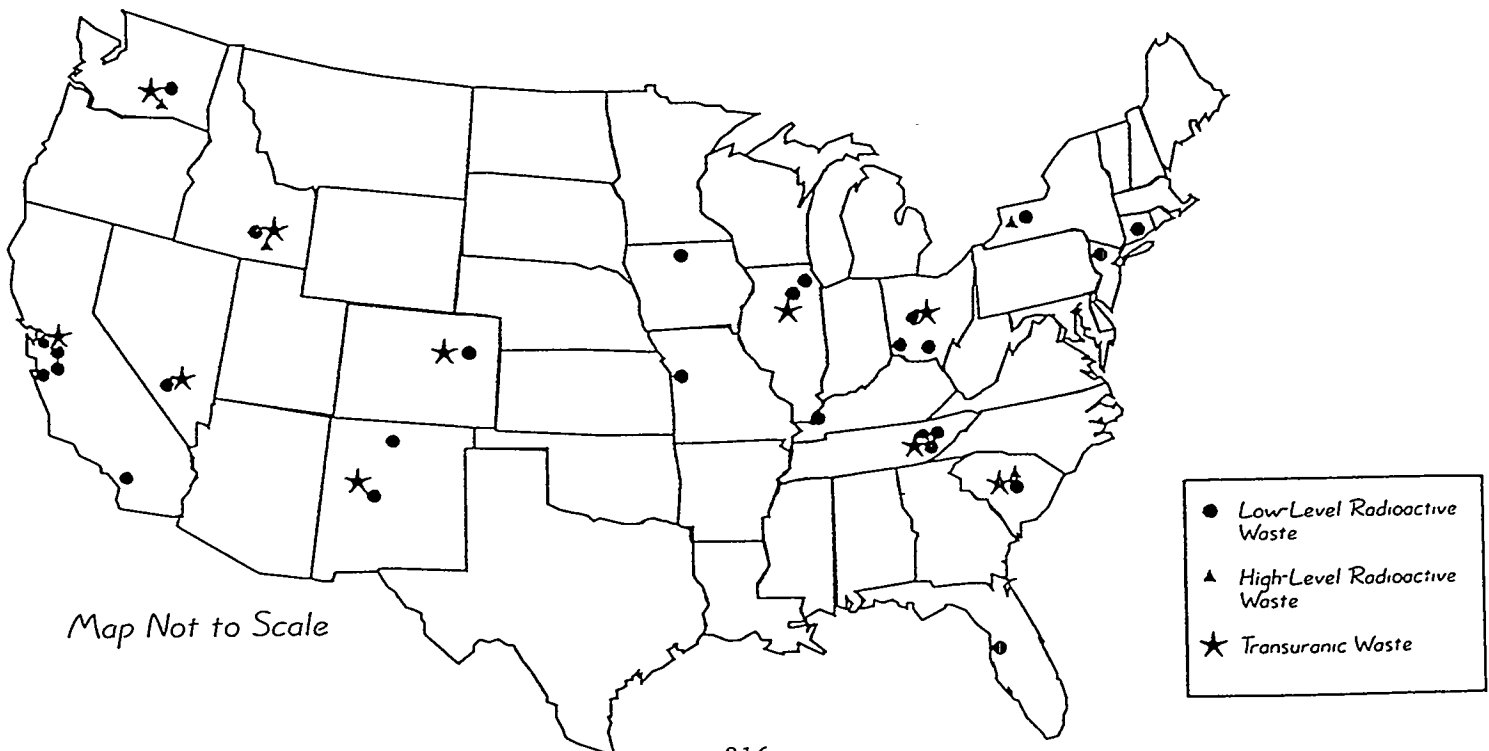 Low-Level Radioactive
Waste
High-Level Radioactive
Waste
Transuranic Waste
Map Not to Scale